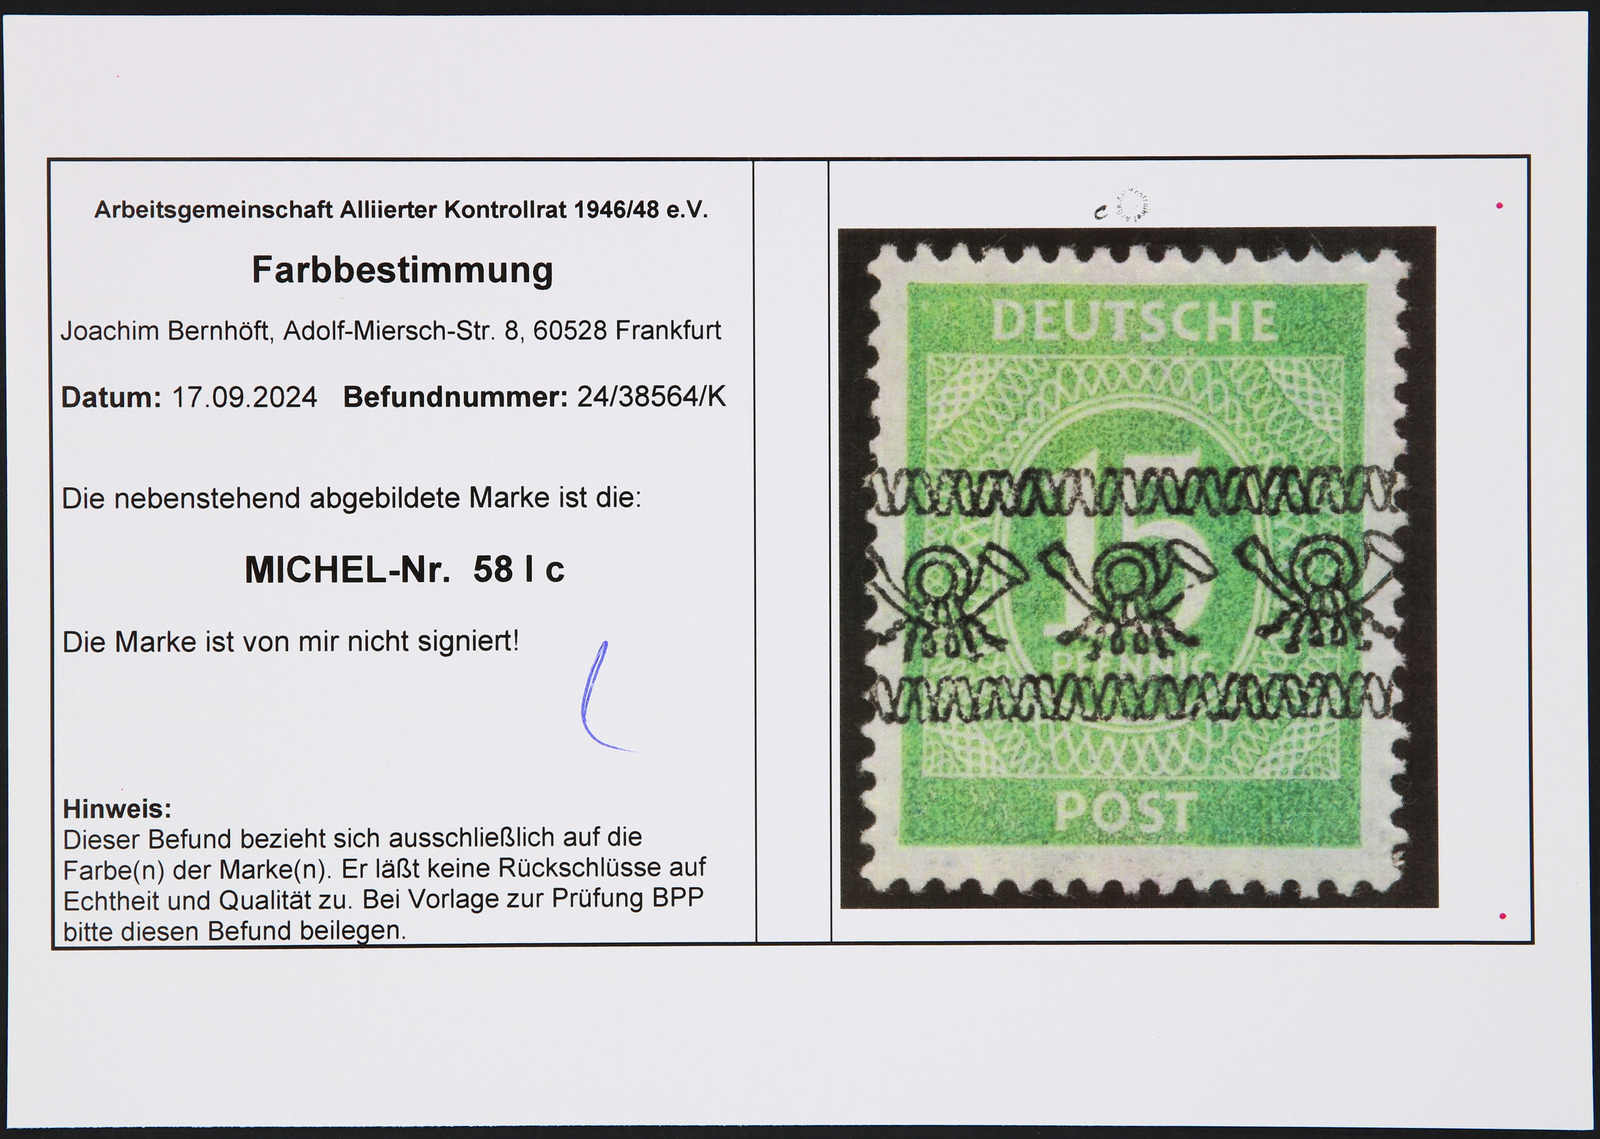 Arbeitsgemeinschaft Alliierter Kontrollrat 1946/48 e.V.
Farbbestimmung
Joachim Bernhöft, Adolf-Miersch-Str. 8, 60528 Frankfurt
Datum: 17.09.2024 Befundnummer: 24/38564/K
Die nebenstehend abgebildete Marke ist die:
MICHEL-Nr. 58 I c
Die Marke ist von mir nicht signiert!
Hinweis:
Dieser Befund bezieht sich ausschließlich auf die
Farbe(n) der Marke(n). Er läßt keine Rückschlüsse auf
Echtheit und Qualität zu. Bei Vorlage zur Prüfung BPP
bitte diesen Befund beilegen.
c
DEUTSCHE
15
PFENNIG
POST